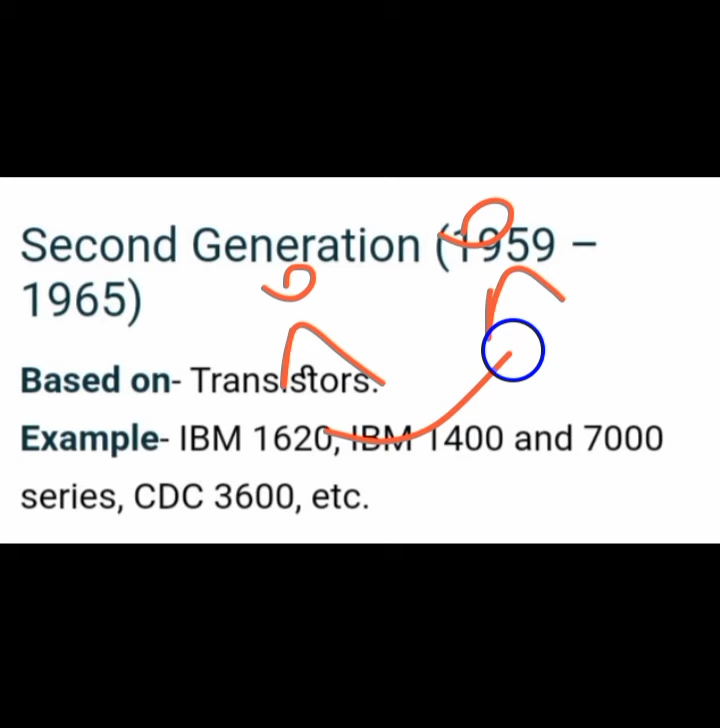 Second Generation (1959 –
1965)
Based on- Transistors.
Example- IBM 1620, IBM 1400 and 7000
series, CDC 3600, etc.